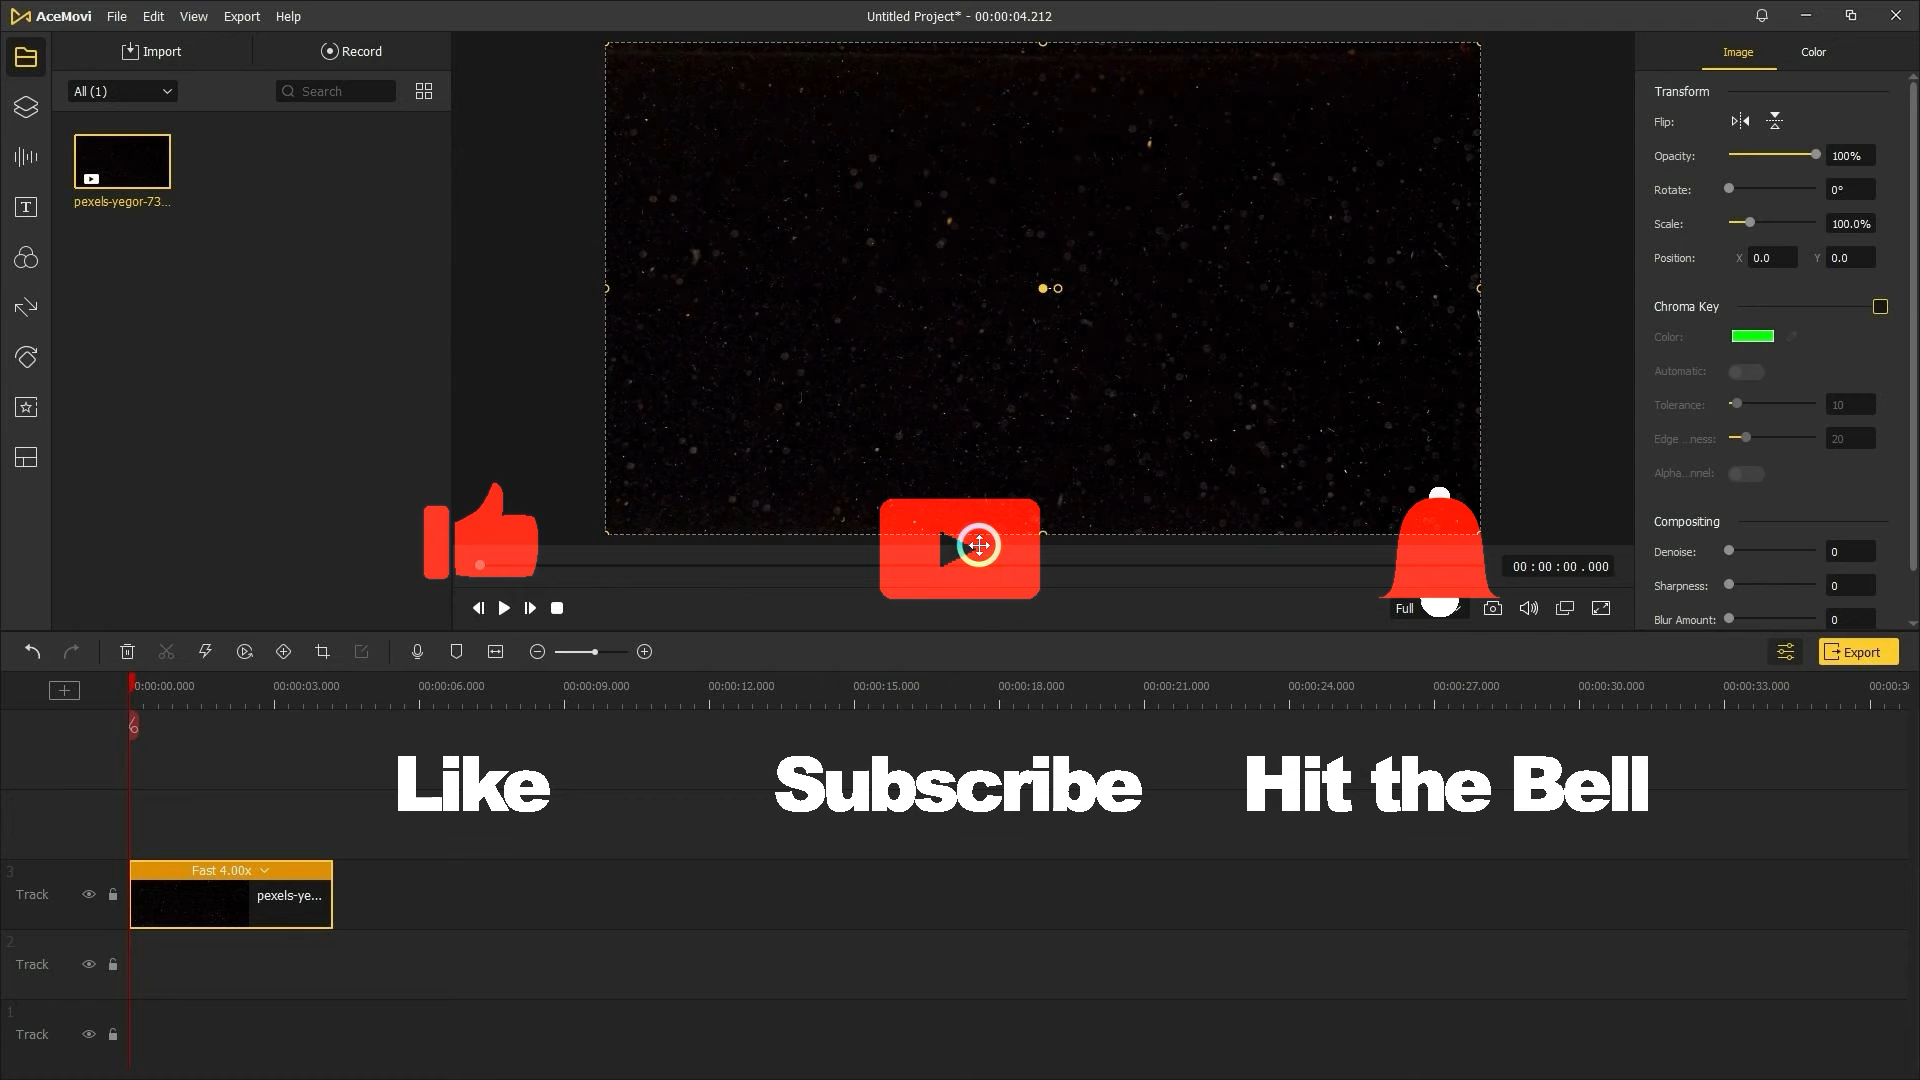 AceMovi File Edit View Export Help
Untitled Project* - 00:00:04.212
Import
Record
All (1)
Search
pexels-yegor-73...
Image
Color
Transform
Flip:
Opacity:
100%
Rotate:
0°
Scale:
100.0%
Position:
X
0.0
Y
0.0
Chroma Key
Color:
Automatic:
Tolerance:
10
Edge ...ness:
20
Alpha...nnel:
Compositing
Denoise:
0
Sharpness:
0
Blur Amount:
0
00 : 00 : 00 .000
Full
Export
0:00:00.000
00:00:03.000
00:00:06.000
00:00:09.000
00:00:12.000
00:00:15.000
00:00:18.000
00:00:21.000
00:00:24.000
00:00:27.000
00:00:30.000
00:00:33.000
Like
Subscribe
Hit the Bell
3
Fast 4.00x
Track
pexels-ye...
2
Track
1
Track